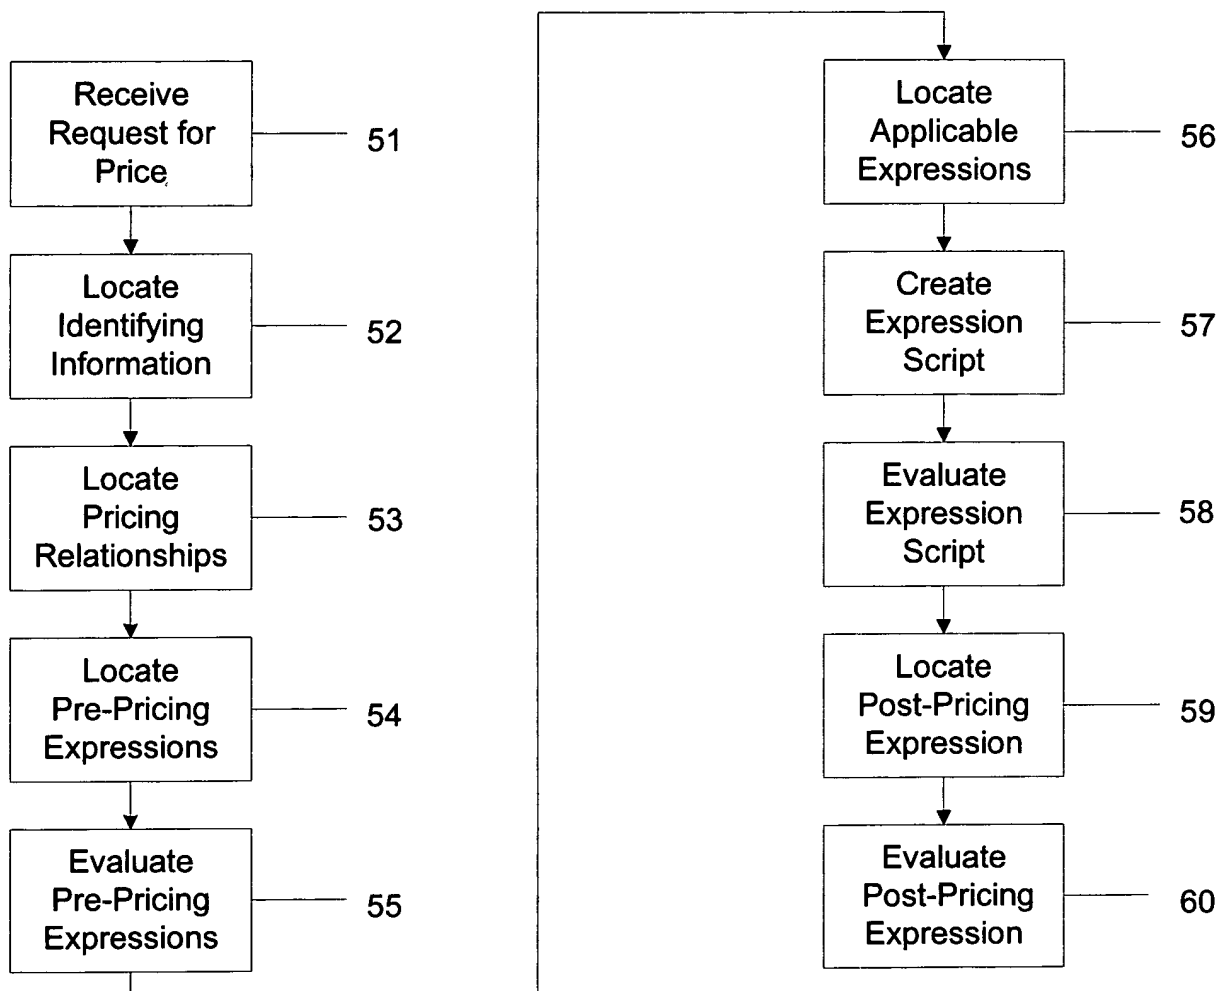 Receive
Request for
Price
51
Locate
Identifying
Information
52
Locate
Pricing
Relationships
53
Locate
Pre-Pricing
Expressions
54
Evaluate
Pre-Pricing
Expressions
55
Locate
Applicable
Expressions
56
Create
Expression
Script
57
Evaluate
Expression
Script
58
Locate
Post-Pricing
Expression
59
Evaluate
Post-Pricing
Expression
60